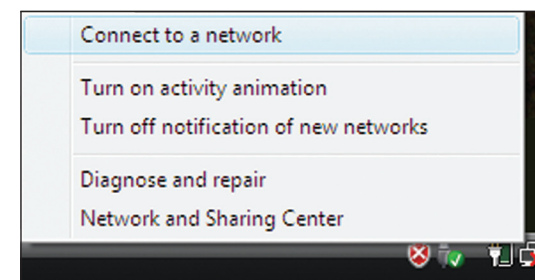 Connect to a network
Turn on activity animation
Turn off notification of new networks
Diagnose and repair
Network and Sharing Center